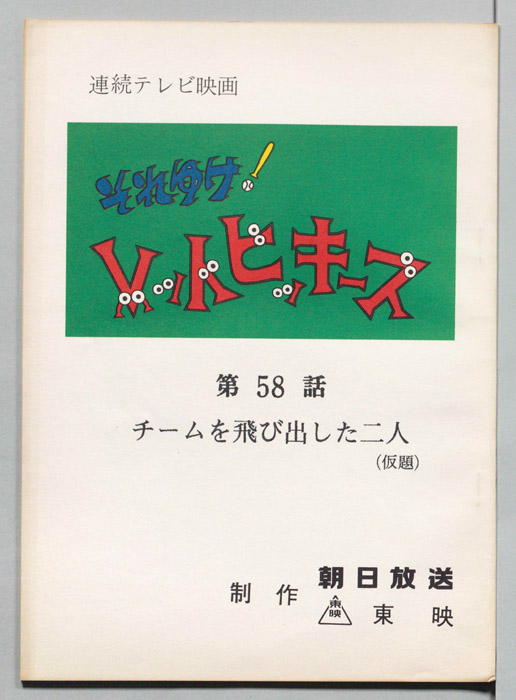 連続テレビ映画
それゆけ!
レッドビッキーズ
第 58 話
チームを飛び出した二人
(仮題)
制作 朝日放送
東映 東映